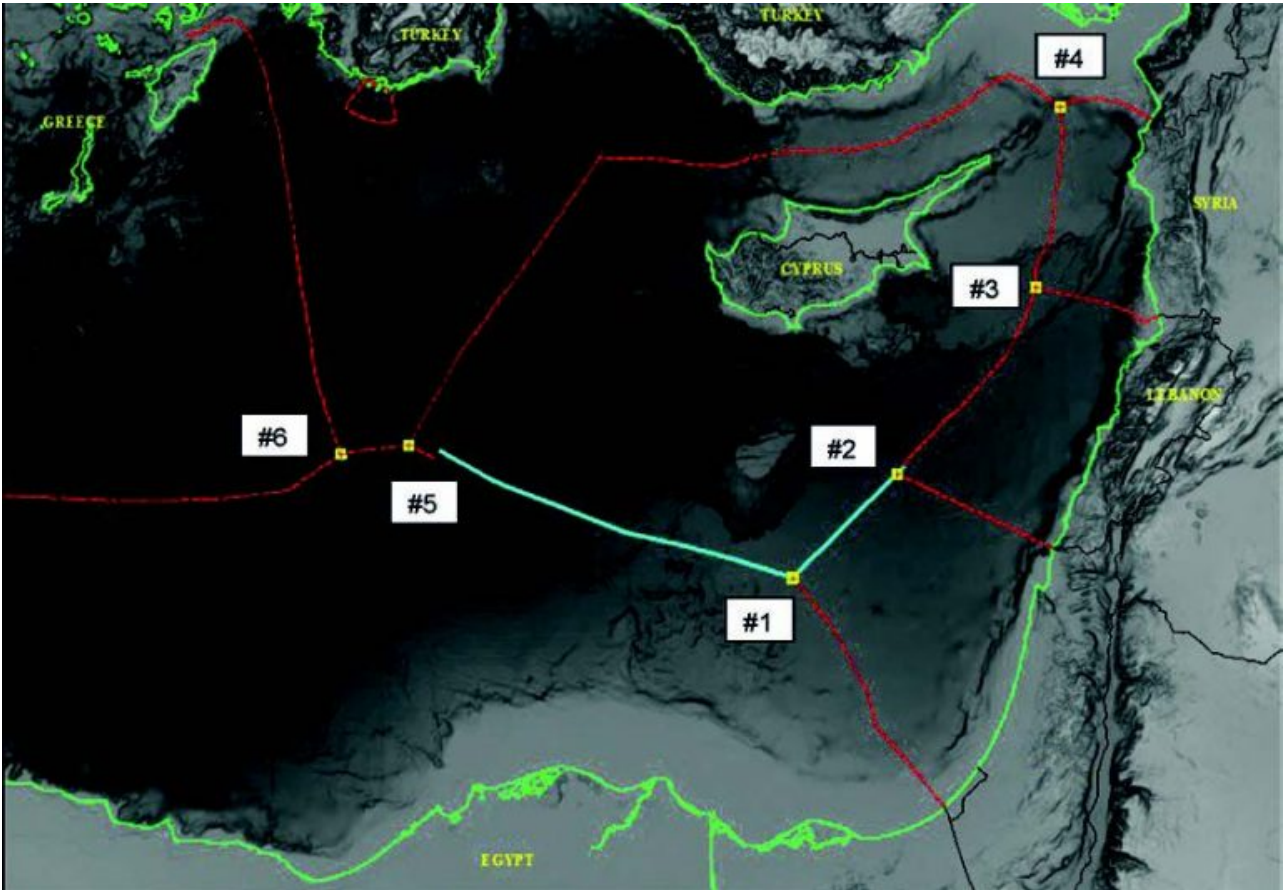 TURKEY
TURKEY
#4
GREECE
SYRIA
CYPRUS
#3
LEBANON
#6
#2
#5
#1
EGYPT